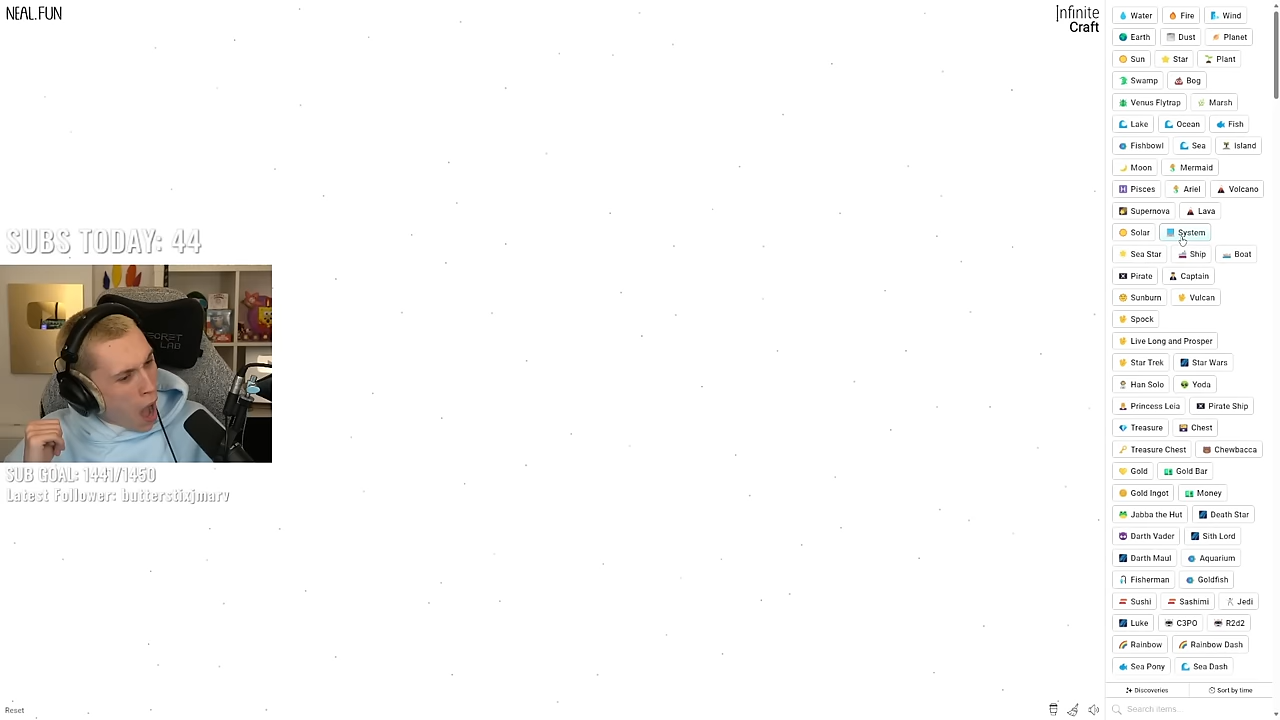 NEAL.FUN
Infinite
Craft
Water Fire Wind
Earth Dust Planet
Sun Star Plant
Swamp Bog
Venus Flytrap Marsh
Lake Ocean Fish
Fishbowl Sea Island
Moon Mermaid
Pisces Ariel Volcano
Supernova Lava
SUBS TODAY: 44
Solar System
Sea Star Ship Boat
Pirate Captain
Sunburn Vulcan
Spock
Live Long and Prosper
Star Trek Star Wars
Han Solo Yoda
Princess Leia Pirate Ship
Treasure Chest
Treasure Chest Chewbacca
SECRET
LAB
SUB GOAL: 1441/1450
Latest Follower: butterstixjmarv
Gold Gold Bar
Gold Ingot Money
Jabba the Hut Death Star
Darth Vader Sith Lord
Darth Maul Aquarium
Fisherman Goldfish
Sushi Sashimi Jedi
Luke C3PO R2d2
Rainbow Rainbow Dash
Sea Pony Sea Dash
Discoveries Sort by time
Reset
Search items...